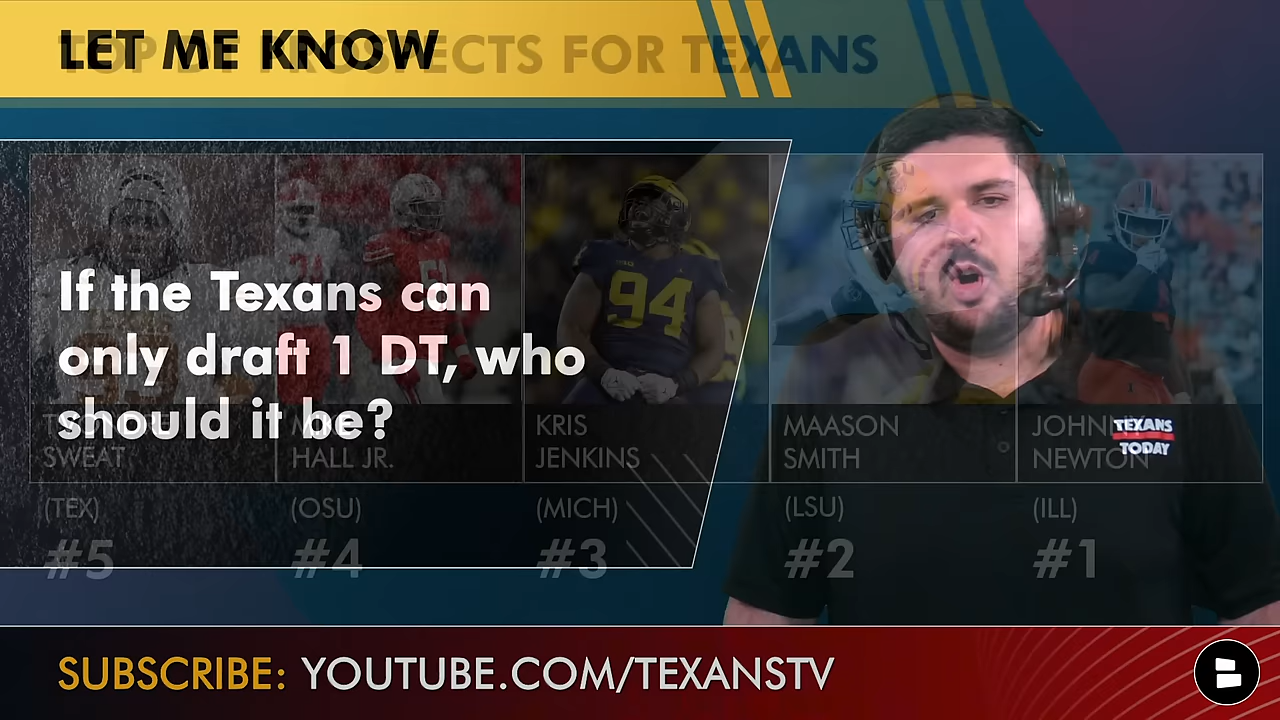 LET ME KNOW
TOP DT PROSPECTS FOR TEXANS
If the Texans can
only draft 1 DT, who
should it be?
SWEAT
(TEX)
#5
MIKE
HALL JR.
(OSU)
#4
KRIS
JENKINS
(MICH)
#3
94
MAASON
SMITH
(LSU)
#2
JOHNNY
NEWTON
(ILL)
#1
TEXANS
TODAY
SUBSCRIBE: YOUTUBE.COM/TEXANSTV